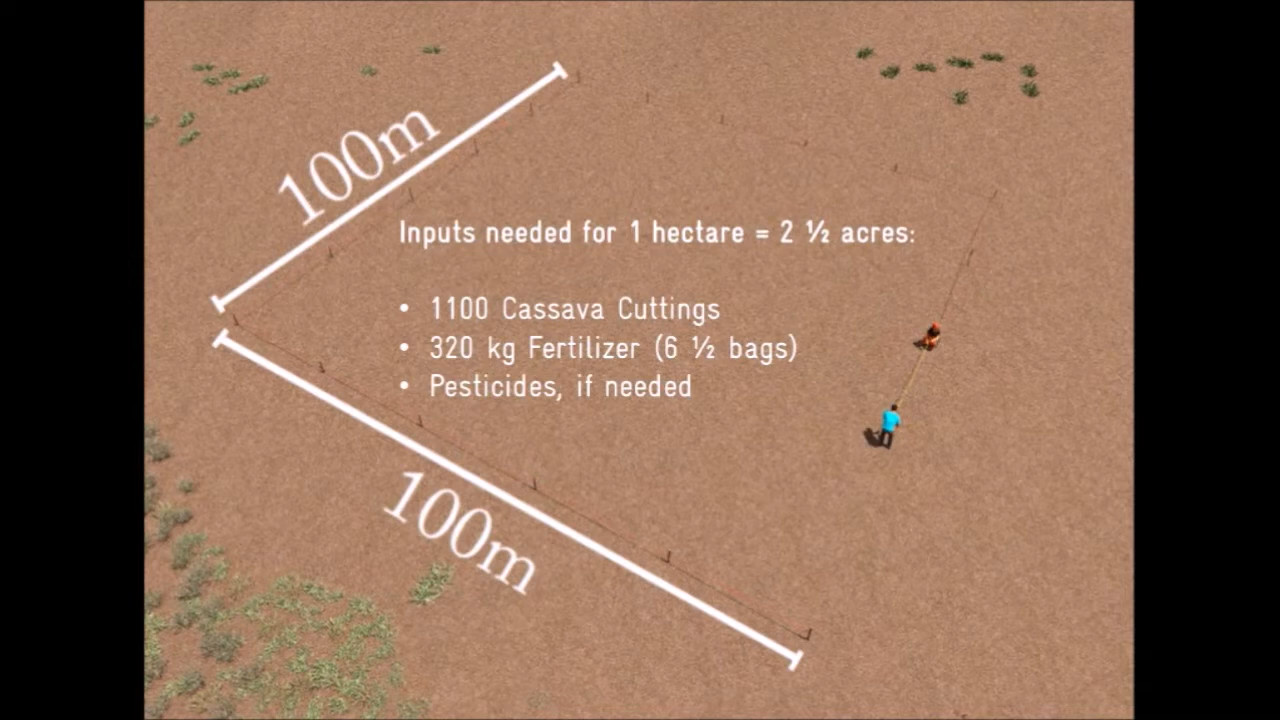 100m
Inputs needed for 1 hectare = 2 ½ acres:
• 1100 Cassava Cuttings
• 320 kg Fertilizer (6 ½ bags)
• Pesticides, if needed
100m